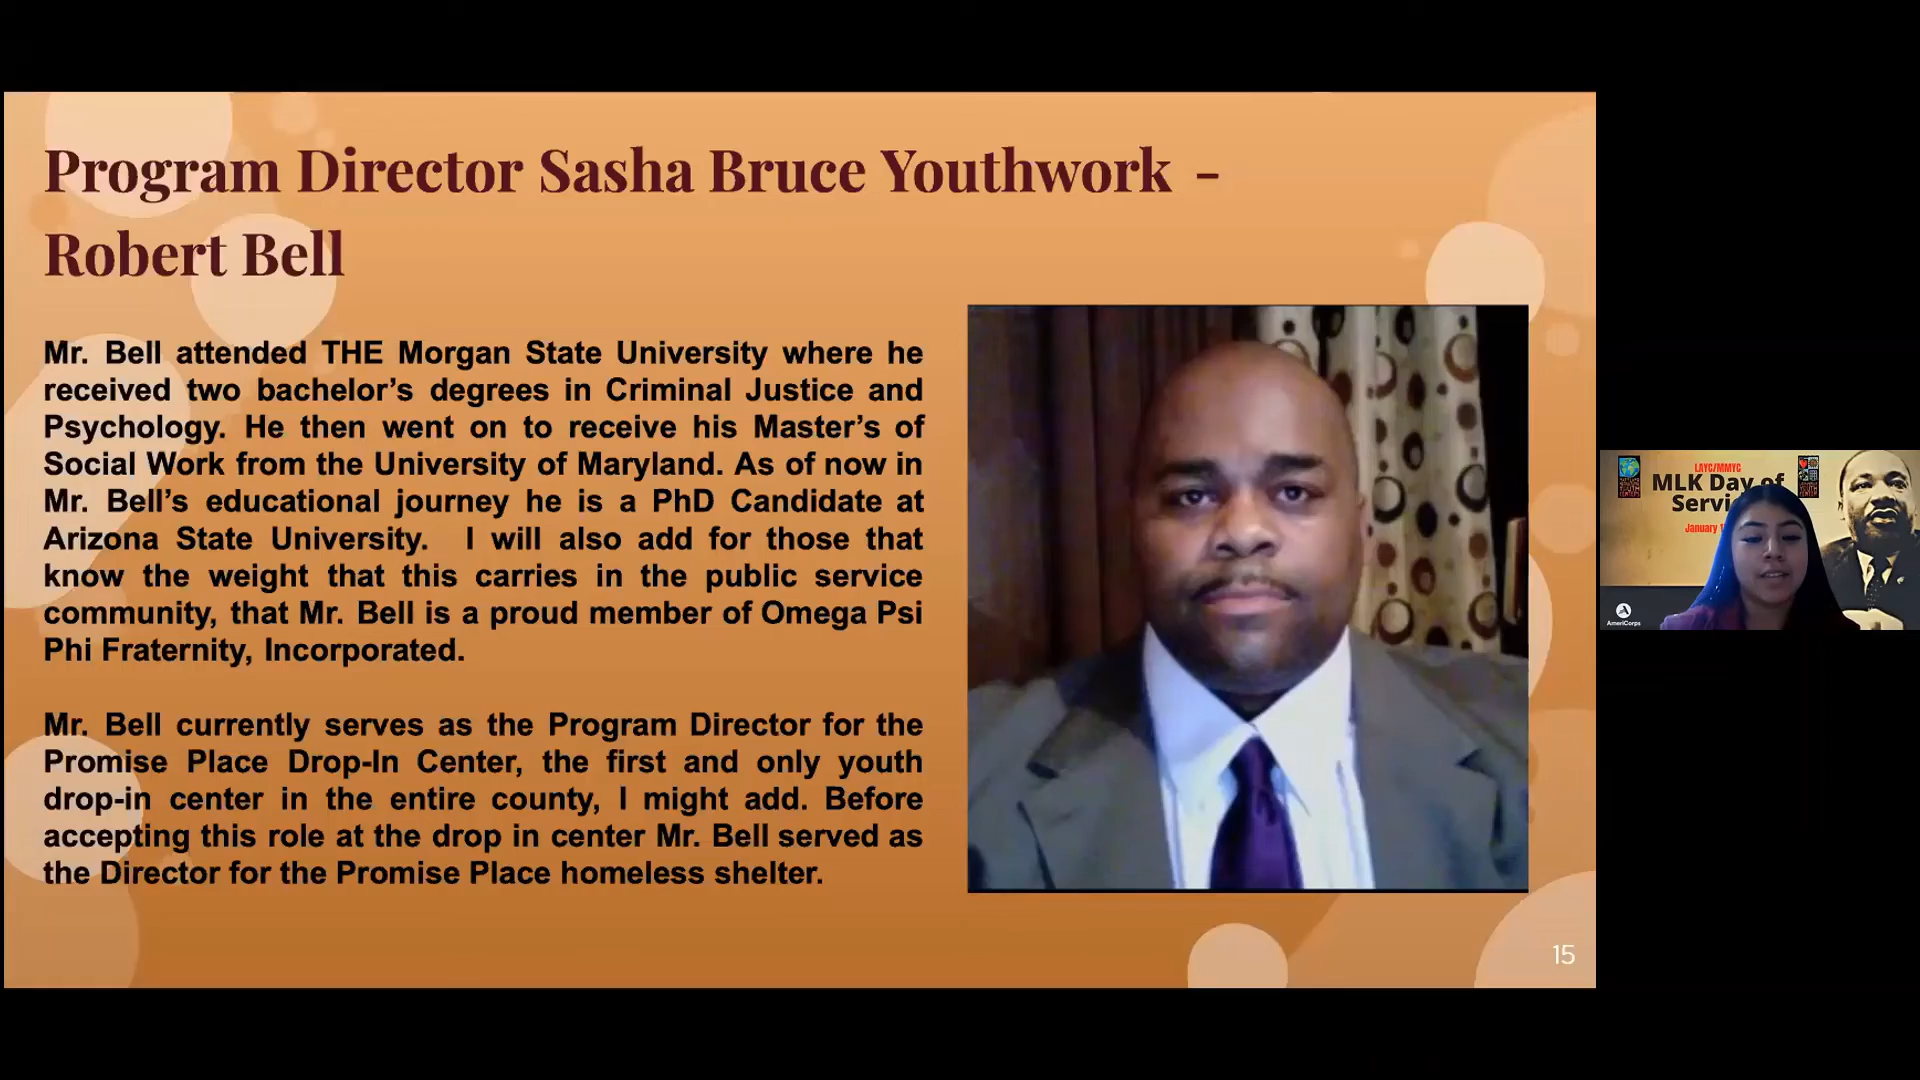 Program Director Sasha Bruce Youthwork -
Robert Bell
Mr. Bell attended THE Morgan State University where he
received two bachelor’s degrees in Criminal Justice and
Psychology. He then went on to receive his Master’s of
Social Work from the University of Maryland. As of now in
Mr. Bell’s educational journey he is a PhD Candidate at
Arizona State University. I will also add for those that
know the weight that this carries in the public service
community, that Mr. Bell is a proud member of Omega Psi
Phi Fraternity, Incorporated.
Mr. Bell currently serves as the Program Director for the
Promise Place Drop-In Center, the first and only youth
drop-in center in the entire county, I might add. Before
accepting this role at the drop in center Mr. Bell served as
the Director for the Promise Place homeless shelter.
15
LAYC/MMYC
MLK Day of
Servi
January 1
AmeriCorps